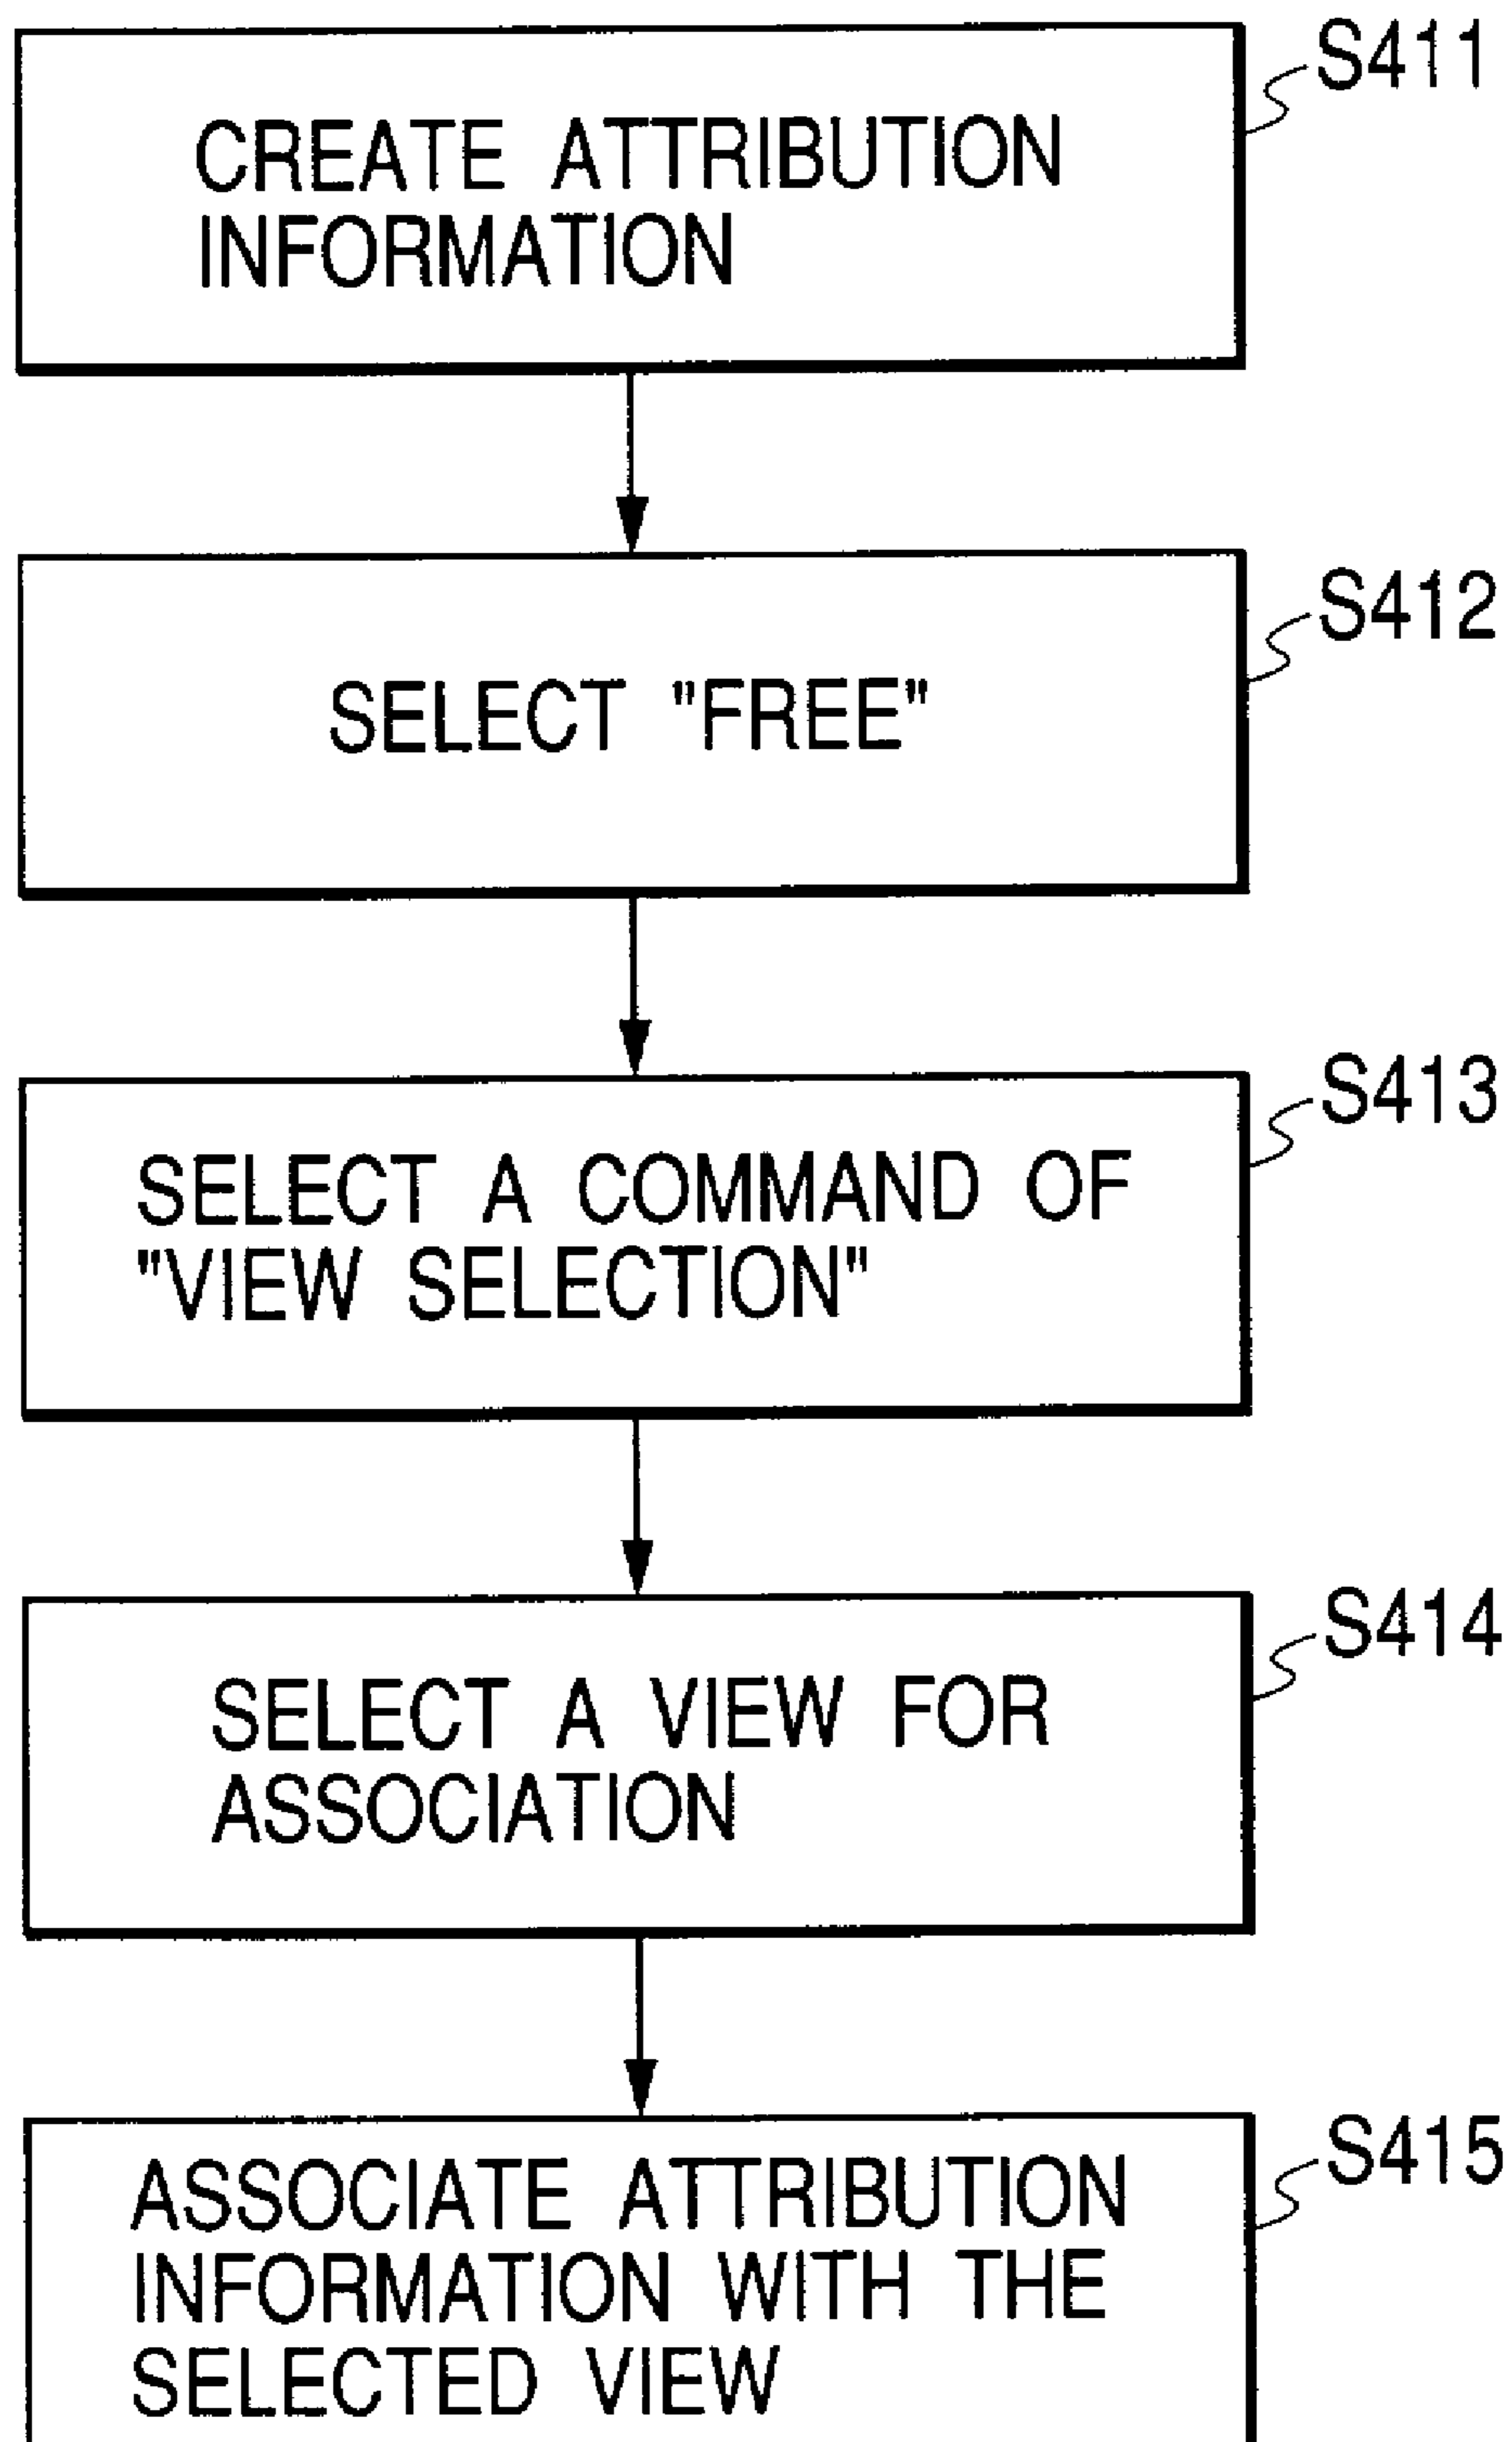 S411
CREATE ATTRIBUTION
INFORMATION
S412
SELECT "FREE"
S413
SELECT A COMMAND OF
"VIEW SELECTION"
S414
SELECT A VIEW FOR
ASSOCIATION
S415
ASSOCIATE ATTRIBUTION
INFORMATION WITH THE
SELECTED VIEW